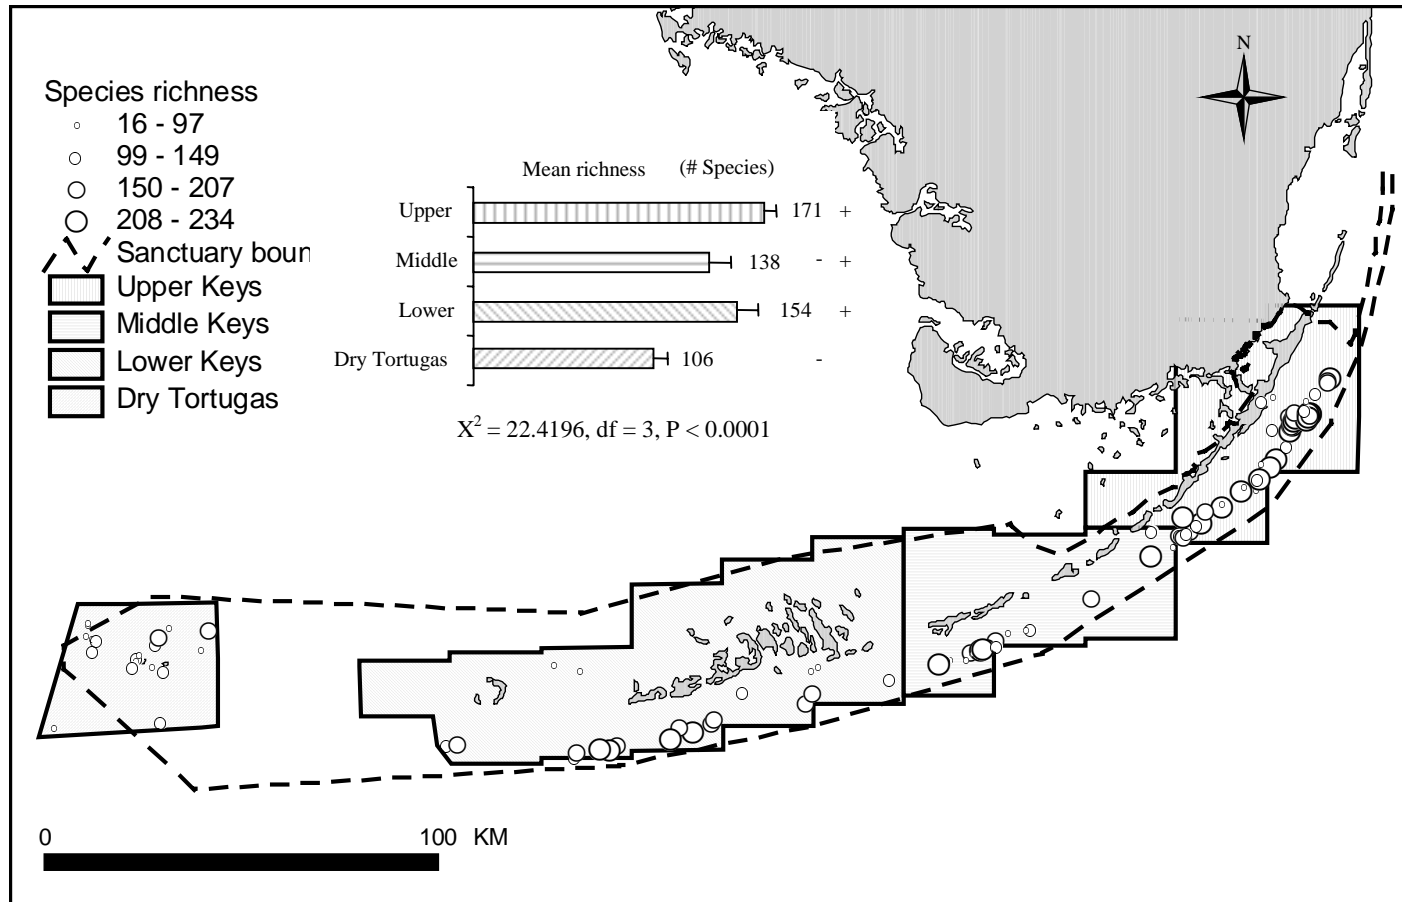 N
Species richness
16 - 97
99 - 149
150 - 207
208 - 234
Sanctuary boun
Upper Keys
Middle Keys
Lower Keys
Dry Tortugas
Mean richness (# Species)
Upper 171 +
Middle 138 - +
Lower 154 +
Dry Tortugas 106 -
X² = 22.4196, df = 3, P < 0.0001
0 100 KM